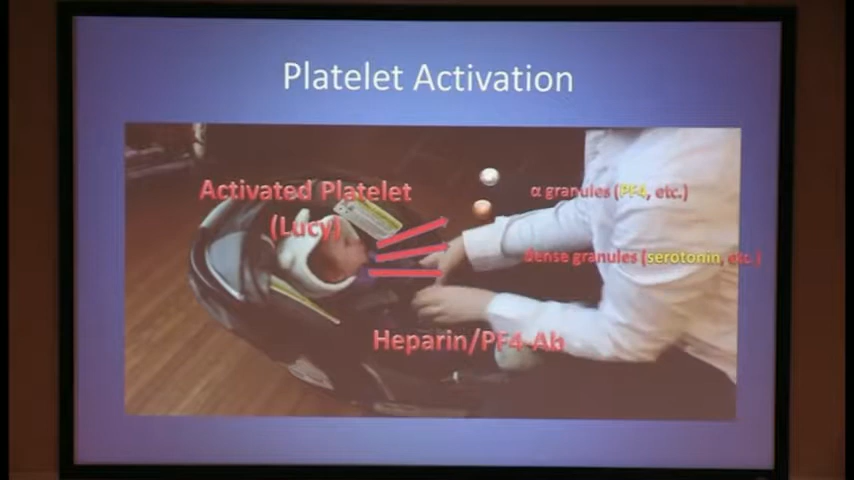 Platelet Activation
Activated Platelet
(Lucy)
α granules (PF4, etc.)
dense granules (serotonin, etc.)
Heparin/PF4-Ab